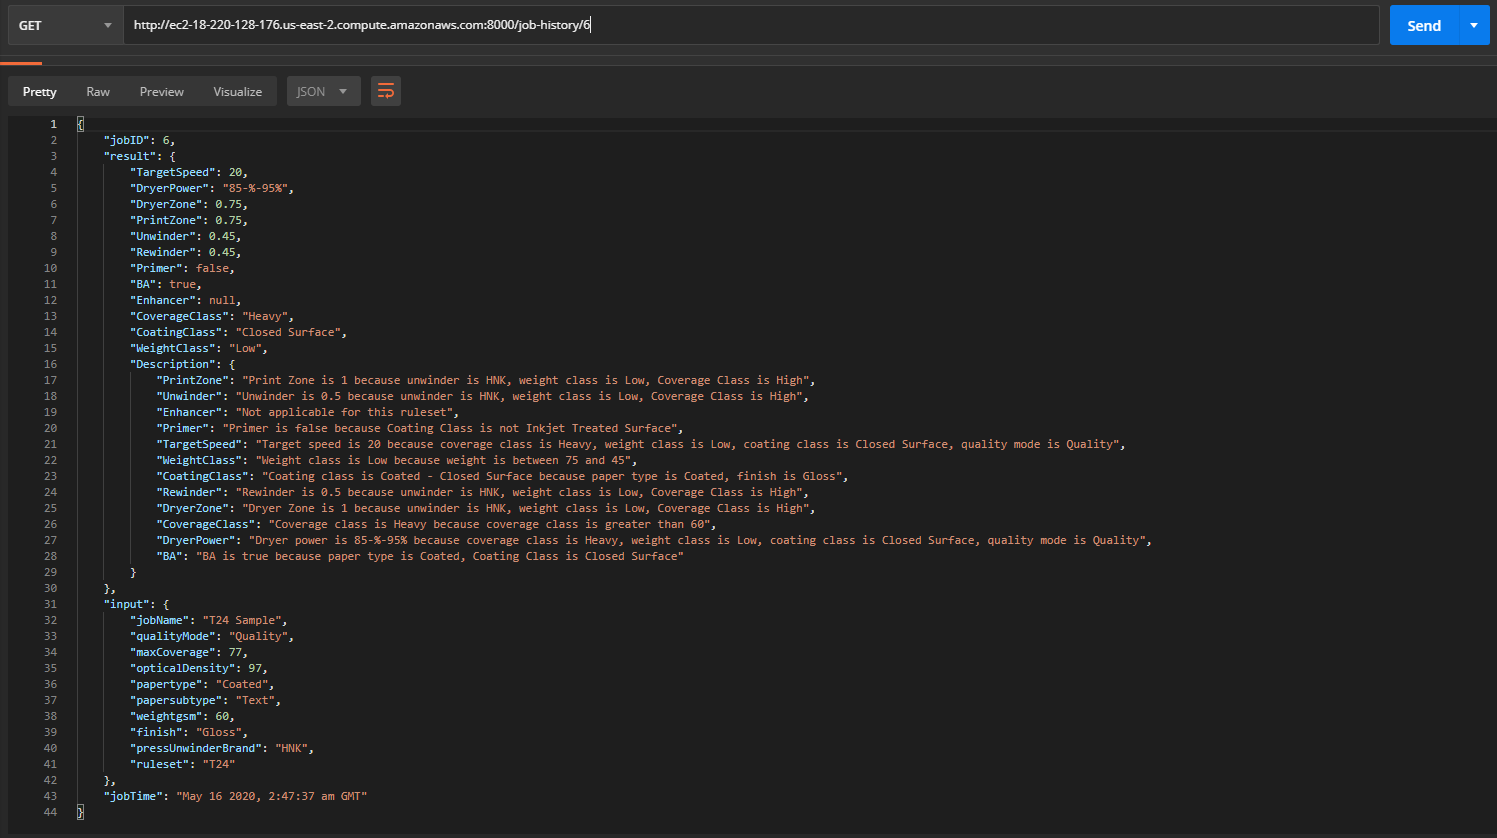 GET http://ec2-18-220-128-176.us-east-2.compute.amazonaws.com:8000/job-history/6 Send
Pretty Raw Preview Visualize JSON
1 {
2 "jobID": 6,
3 "result": {
4 "TargetSpeed": 20,
5 "DryerPower": "85-%-95%",
6 "DryerZone": 0.75,
7 "PrintZone": 0.75,
8 "Unwinder": 0.45,
9 "Rewinder": 0.45,
10 "Primer": false,
11 "BA": true,
12 "Enhancer": null,
13 "CoverageClass": "Heavy",
14 "CoatingClass": "Closed Surface",
15 "WeightClass": "Low",
16 "Description": {
17 "PrintZone": "Print Zone is 1 because unwinder is HNK, weight class is Low, Coverage Class is High",
18 "Unwinder": "Unwinder is 0.5 because unwinder is HNK, weight class is Low, Coverage Class is High",
19 "Enhancer": "Not applicable for this ruleset",
20 "Primer": "Primer is false because Coating Class is not Inkjet Treated Surface",
21 "TargetSpeed": "Target speed is 20 because coverage class is Heavy, weight class is Low, coating class is Closed Surface, quality mode is Quality",
22 "WeightClass": "Weight class is Low because weight is between 75 and 45",
23 "CoatingClass": "Coating class is Coated - Closed Surface because paper type is Coated, finish is Gloss",
24 "Rewinder": "Rewinder is 0.5 because unwinder is HNK, weight class is Low, Coverage Class is High",
25 "DryerZone": "Dryer Zone is 1 because unwinder is HNK, weight class is Low, Coverage Class is High",
26 "CoverageClass": "Coverage class is Heavy because coverage class is greater than 60",
27 "DryerPower": "Dryer power is 85-%-95% because coverage class is Heavy, weight class is Low, coating class is Closed Surface, quality mode is Quality",
28 "BA": "BA is true because paper type is Coated, Coating Class is Closed Surface"
29 }
30 },
31 "input": {
32 "jobName": "T24 Sample",
33 "qualityMode": "Quality",
34 "maxCoverage": 77,
35 "opticalDensity": 97,
36 "papertype": "Coated",
37 "papersubtype": "Text",
38 "weightgsm": 60,
39 "finish": "Gloss",
40 "pressUnwinderBrand": "HNK",
41 "ruleset": "T24"
42 },
43 "jobTime": "May 16 2020, 2:47:37 am GMT"
44 }